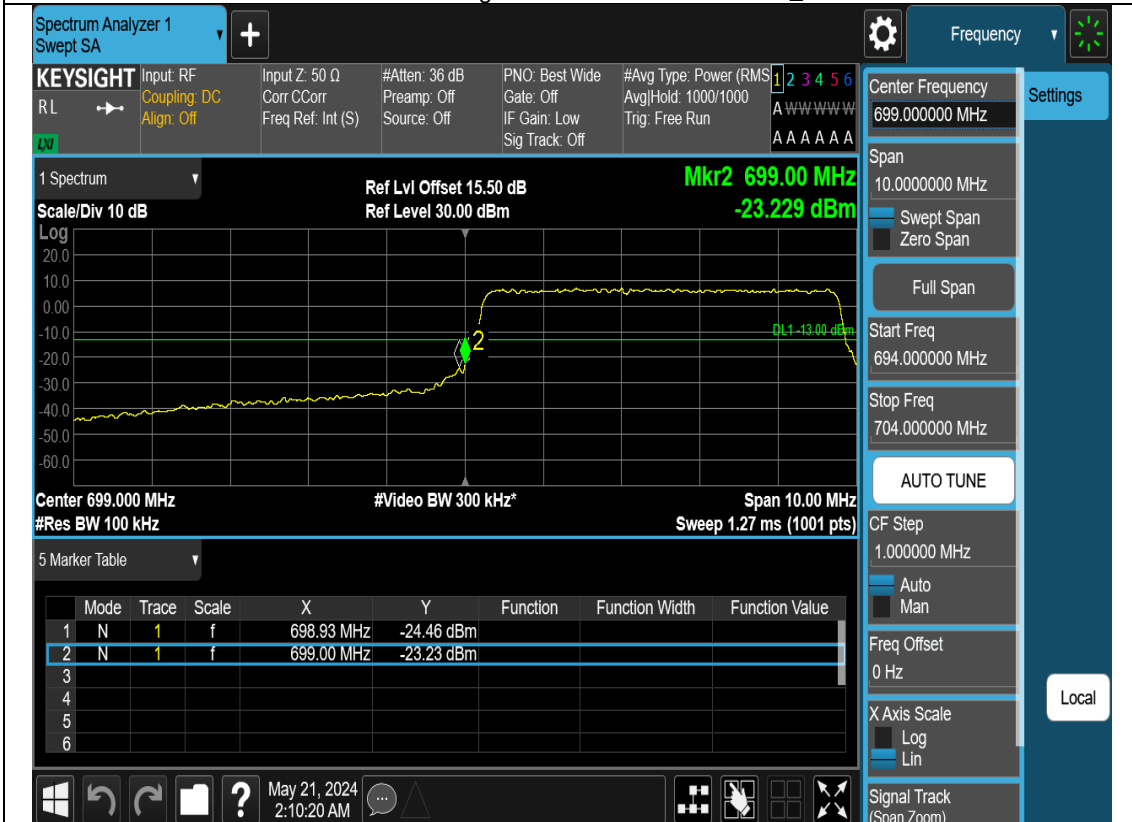 Spectrum Analyzer 1
Swept SA
Frequency
KEYSIGHT
RL
LXI
Input: RF
Coupling: DC
Align: Off
Input Z: 50 Ω
Corr CCorr
Freq Ref: Int (S)
#Atten: 36 dB
Preamp: Off
Source: Off
PNO: Best Wide
Gate: Off
IF Gain: Low
Sig Track: Off
#Avg Type: Power (RMS
Avg|Hold: 1000/1000
Trig: Free Run
1 2 3 4 5 6
A W W W W W
A A A A A A
Settings
Center Frequency
699.000000 MHz
Span
10.0000000 MHz
Swept Span
Zero Span
Full Span
Start Freq
694.000000 MHz
Stop Freq
704.000000 MHz
AUTO TUNE
CF Step
1.000000 MHz
Auto
Man
Freq Offset
0 Hz
X Axis Scale
Log
Lin
Signal Track
(Span Zoom)
Local
1 Spectrum
Scale/Div 10 dB
Ref Lvl Offset 15.50 dB
Ref Level 30.00 dBm
Mkr2 699.00 MHz
-23.229 dBm
Log
20.0
10.0
0.00
-10.0
-20.0
-30.0
-40.0
-50.0
-60.0
2
DL1 -13.00 dBm
Center 699.000 MHz
#Video BW 300 kHz*
Span 10.00 MHz
#Res BW 100 kHz
Sweep 1.27 ms (1001 pts)
5 Marker Table
Mode Trace Scale X Y Function Function Width Function Value
1 N 1 f 698.93 MHz -24.46 dBm
2 N 1 f 699.00 MHz -23.23 dBm
3
4
5
6
May 21, 2024
2:10:20 AM